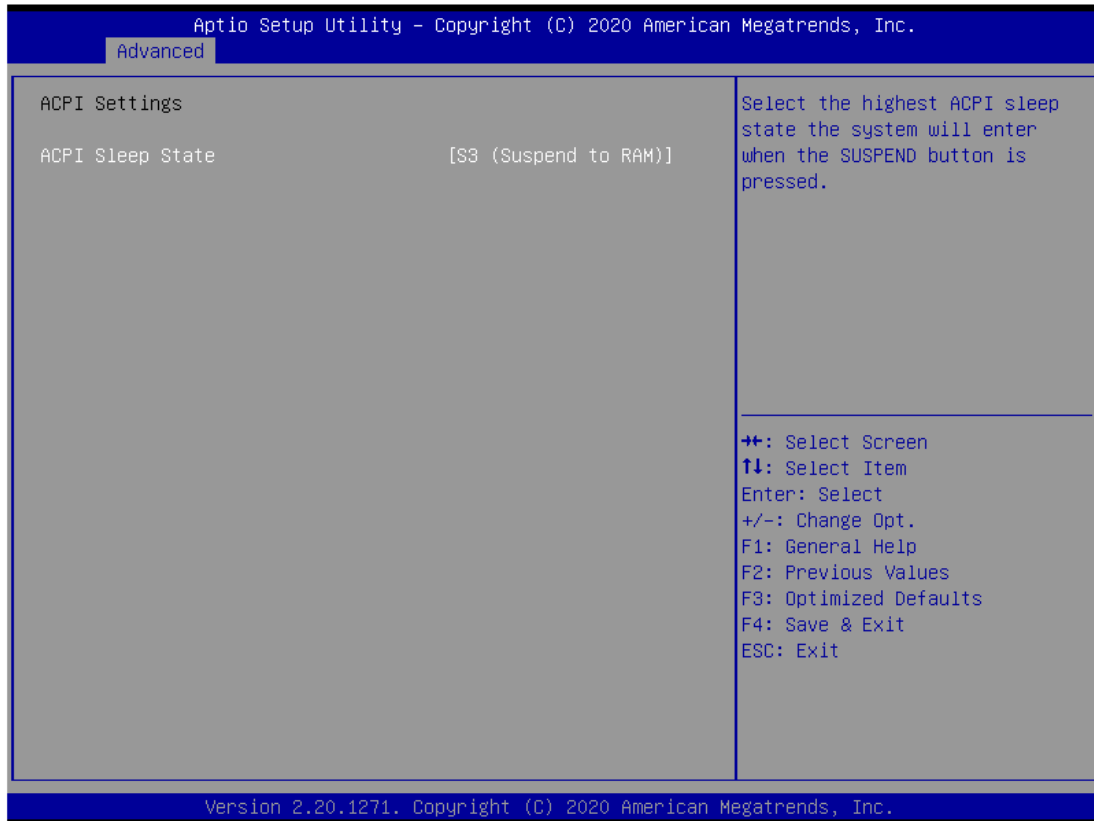 Aptio Setup Utility – Copyright (C) 2020 American Megatrends, Inc.
Advanced
ACPI Settings
ACPI Sleep State [S3 (Suspend to RAM)]
Select the highest ACPI sleep
state the system will enter
when the SUSPEND button is
pressed.
→←: Select Screen
↑↓: Select Item
Enter: Select
+/-: Change Opt.
F1: General Help
F2: Previous Values
F3: Optimized Defaults
F4: Save & Exit
ESC: Exit
Version 2.20.1271. Copyright (C) 2020 American Megatrends, Inc.